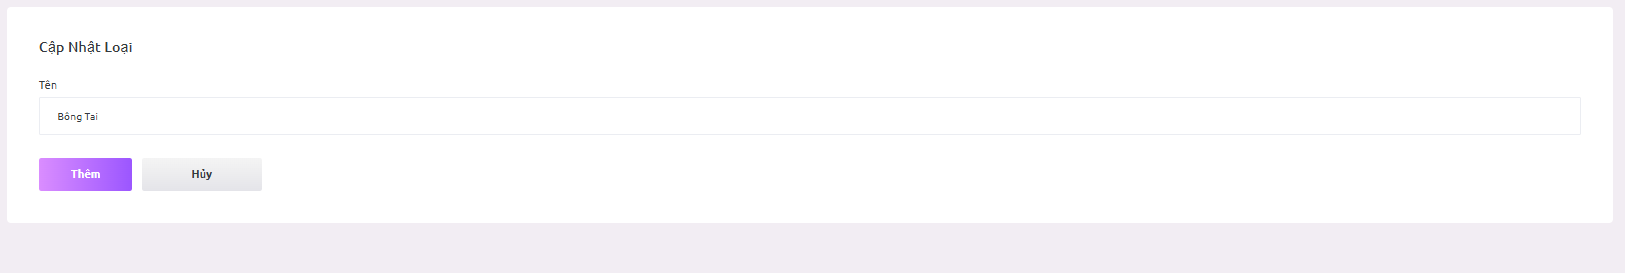 Cập Nhật Loại
Tên
Bông Tai
Thêm
Hủy